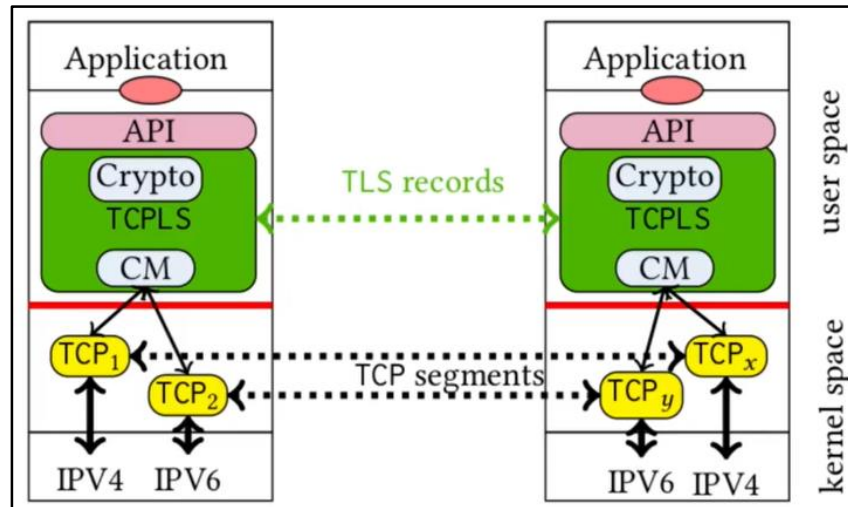 Application
API
Crypto
TCPLS
CM
TCP1
TCP2
IPV4 IPV6
TLS records
TCP segments
Application
API
Crypto
TCPLS
CM
TCPx
TCPy
IPV6 IPV4
user space
kernel space